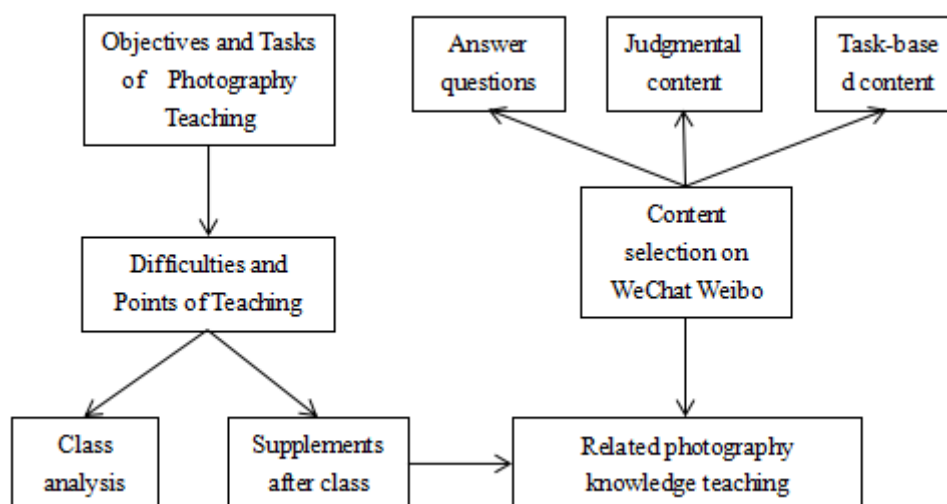 Objectives and Tasks
of Photography
Teaching
Answer
questions
Judgmental
content
Task-base
d content
Difficulties and
Points of Teaching
Content
selection on
WeChat Weibo
Class
analysis
Supplements
after class
Related photography
knowledge teaching